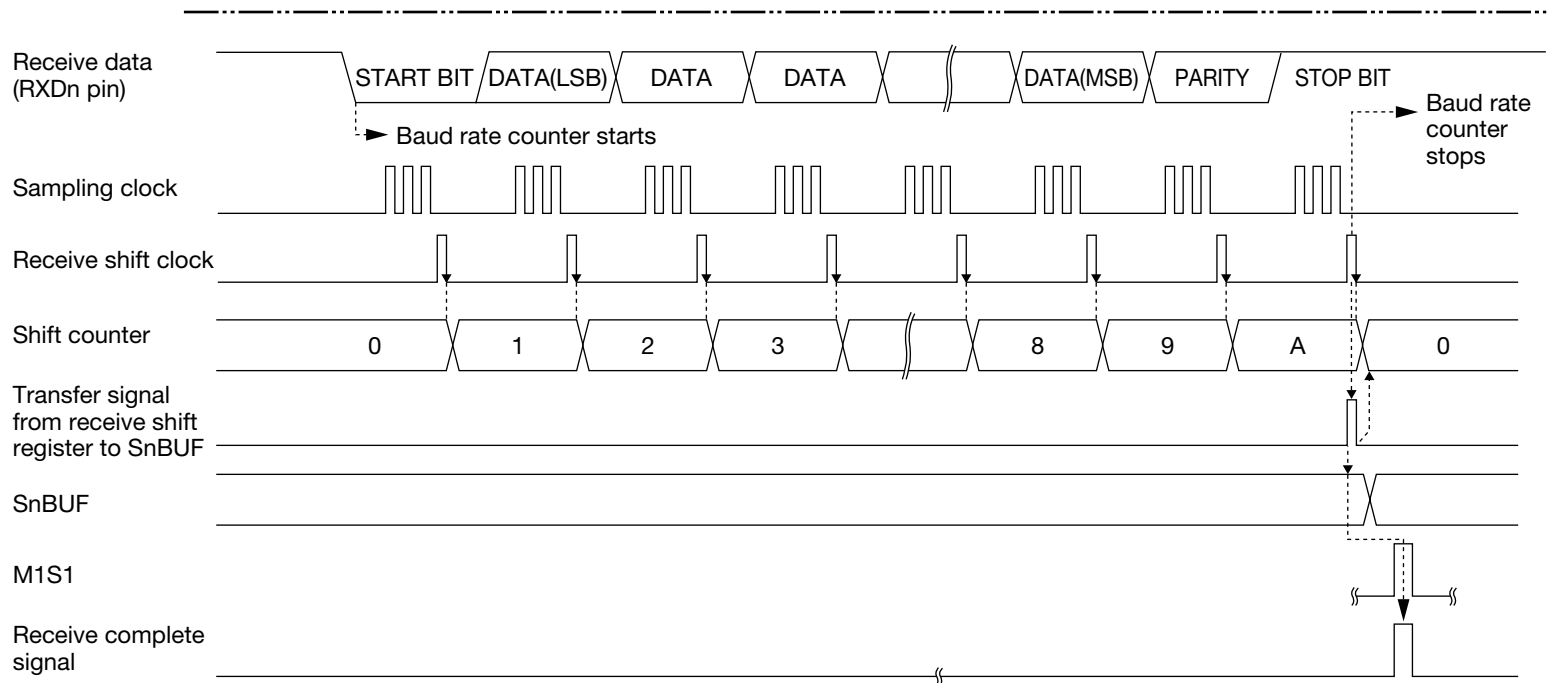 Receive data
(RXDn pin)
START BIT
DATA(LSB)
DATA
DATA
DATA(MSB)
PARITY
STOP BIT
Baud rate counter starts
Baud rate
counter
stops
Sampling clock
Receive shift clock
Shift counter
0
1
2
3
8
9
A
0
Transfer signal
from receive shift
register to SnBUF
SnBUF
M1S1
Receive complete
signal